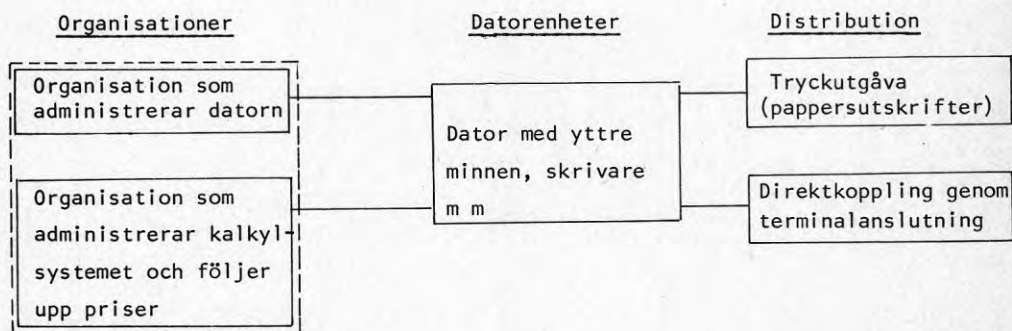 Organisationer
Datorenheter
Distribution
Organisation som
administrerar datorn
Organisation som
administrerar kalkyl-
systemet och följer
upp priser
Dator med yttre
minnen, skrivare
m m
Tryckutgåva
(pappersutskrifter)
Direktkoppling genom
terminalanslutning